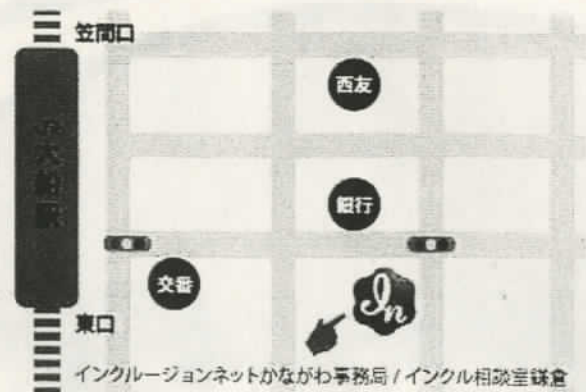 笠間口
西友
JR大船駅
銀行
交番
In
東口
インクルージョンネットかながわ事務局 / インクル相談室鎌倉